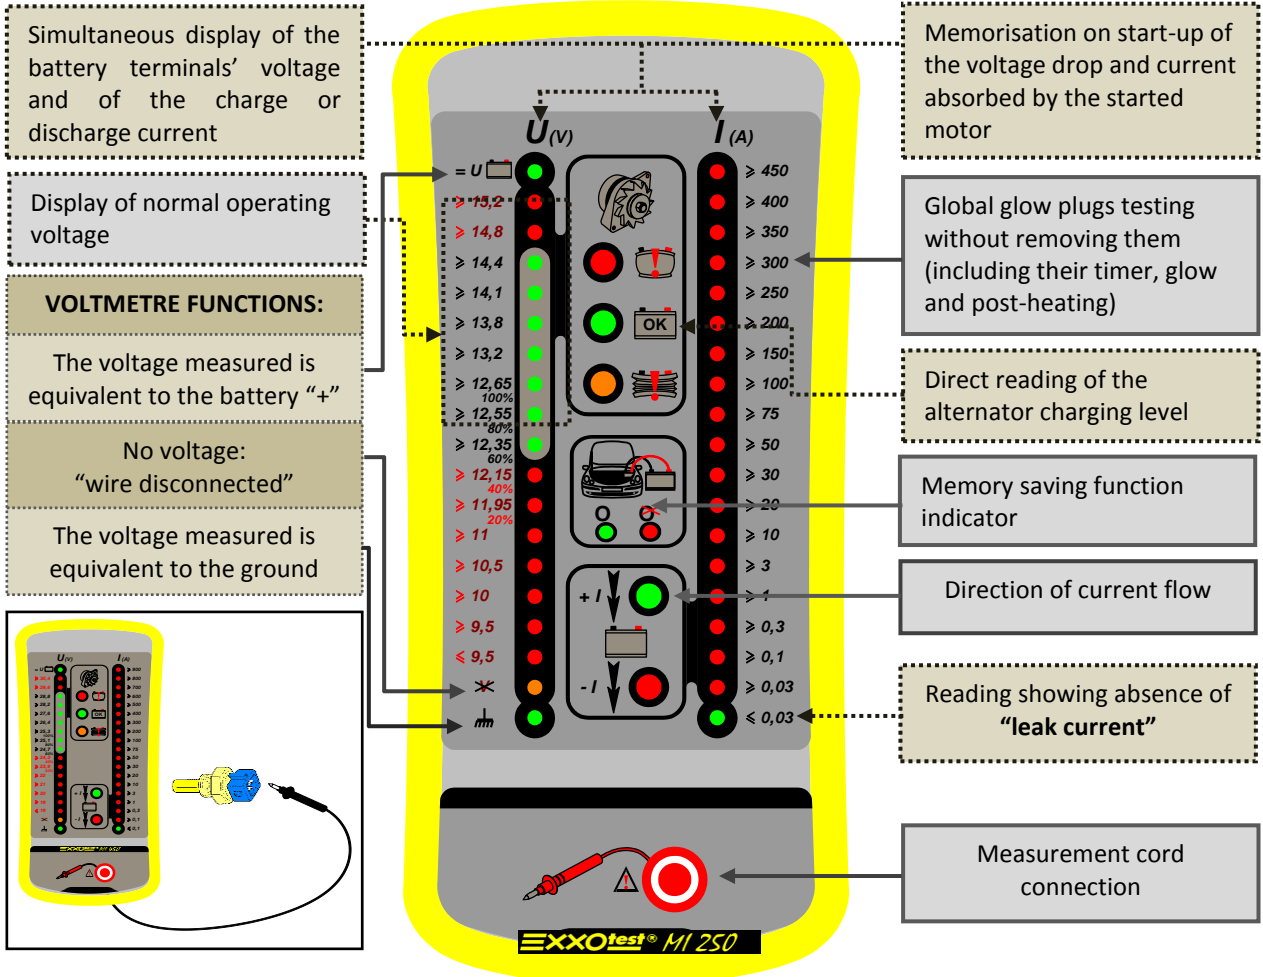 Simultaneous display of the
battery terminals’ voltage
and of the charge or
discharge current
Display of normal operating
voltage
VOLTMETRE FUNCTIONS:
The voltage measured is
equivalent to the battery “+”
No voltage:
“wire disconnected”
The voltage measured is
equivalent to the ground
U (V)
= U
⩾ 15,2
⩾ 14,8
⩾ 14,4
⩾ 14,1
⩾ 13,8
⩾ 13,2
⩾ 12,65
100%
⩾ 12,55
80%
⩾ 12,35
60%
⩾ 12,15
40%
⩾ 11,95
20%
⩾ 11
⩾ 10,5
⩾ 10
⩾ 9,5
⩽ 9,5
V
OK
+ I
- I
I (A)
⩾ 450
⩾ 400
⩾ 350
⩾ 300
⩾ 250
⩾ 200
⩾ 150
⩾ 100
⩾ 75
⩾ 50
⩾ 30
⩾ 20
⩾ 10
⩾ 3
⩾ 1
⩾ 0,3
⩾ 0,1
⩾ 0,03
⩽ 0,03
EXXOtest® MI 250
Memorisation on start-up of
the voltage drop and current
absorbed by the started
motor
Global glow plugs testing
without removing them
(including their timer, glow
and post-heating)
Direct reading of the
alternator charging level
Memory saving function
indicator
Direction of current flow
Reading showing absence of
“leak current”
Measurement cord
connection
U (V)
I (A)
= U
OK
+ I
- I